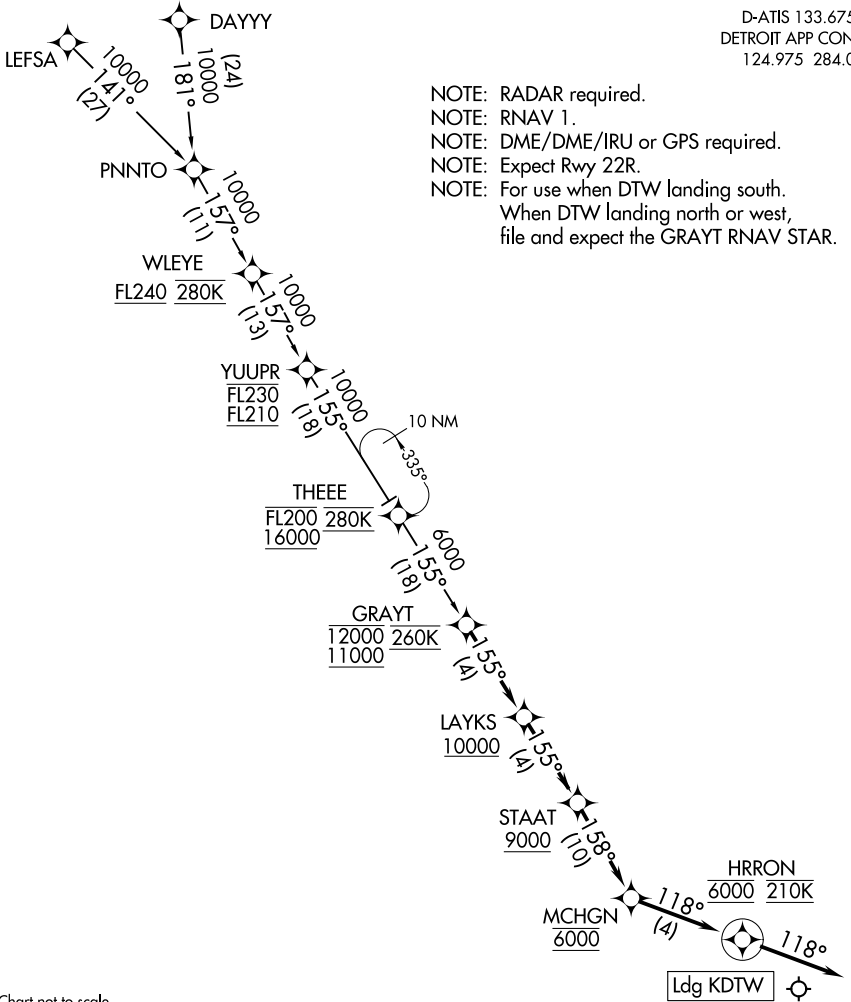 D-ATIS 133.675
DETROIT APP CON
124.975 284.0
DAYYY
LEFSA
10000
141°
(27)
(24)
10000
181°
NOTE: RADAR required.
NOTE: RNAV 1.
NOTE: DME/DME/IRU or GPS required.
NOTE: Expect Rwy 22R.
NOTE: For use when DTW landing south.
When DTW landing north or west,
file and expect the GRAYT RNAV STAR.
PNNTO
10000
157°
(11)
WLEYE
FL240 280K
10000
157°
(13)
YUUPR
FL230
FL210
10000
155°
(18)
10 NM
335°
THEEE
FL200 280K
16000
6000
155°
(18)
GRAYT
12000 260K
11000
155°
(4)
LAYKS
10000
155°
(4)
STAAT
9000
158°
(10)
HRRON
6000 210K
MCHGN
6000
118°
(4)
118°
Ldg KDTW
Chart not to scale